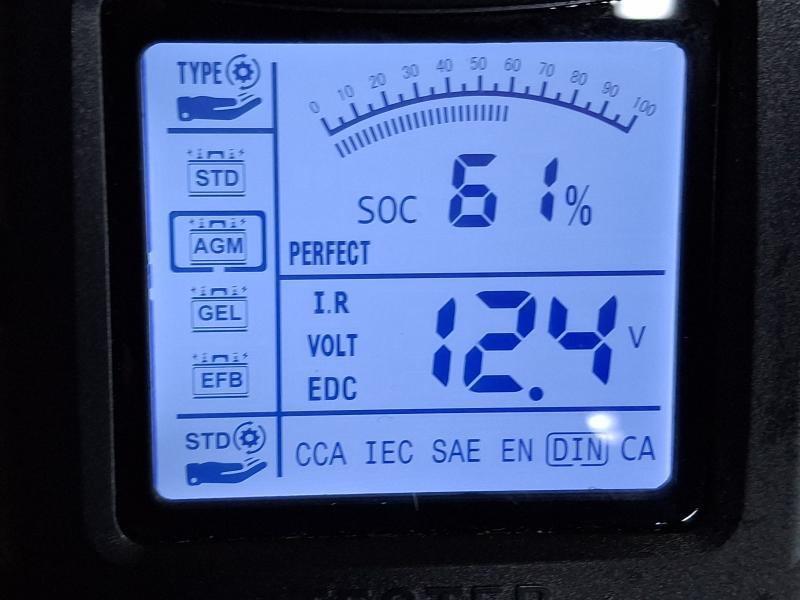 TYPE
0 10 20 30 40 50 60 70 80 90 100
STD
AGM
GEL
EFB
SOC 61%
PERFECT
I.R
VOLT
EDC
12.4 V
STD
CCA IEC SAE EN DIN CA